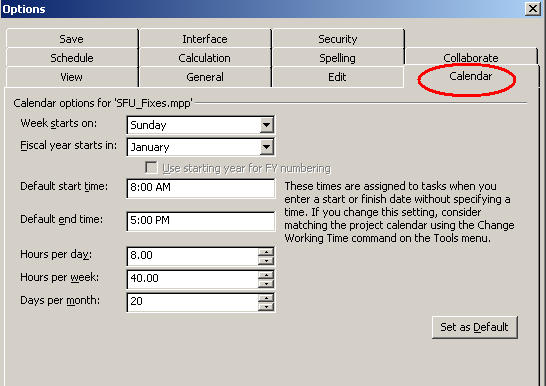 Options
Save Interface Security
Schedule Calculation Spelling Collaborate
View General Edit Calendar
Calendar options for 'SFU_Fixes.mpp'
Week starts on: Sunday
Fiscal year starts in: January
Use starting year for FY numbering
Default start time: 8:00 AM
Default end time: 5:00 PM
These times are assigned to tasks when you
enter a start or finish date without specifying a
time. If you change this setting, consider
matching the project calendar using the Change
Working Time command on the Tools menu.
Hours per day: 8.00
Hours per week: 40.00
Days per month: 20
Set as Default